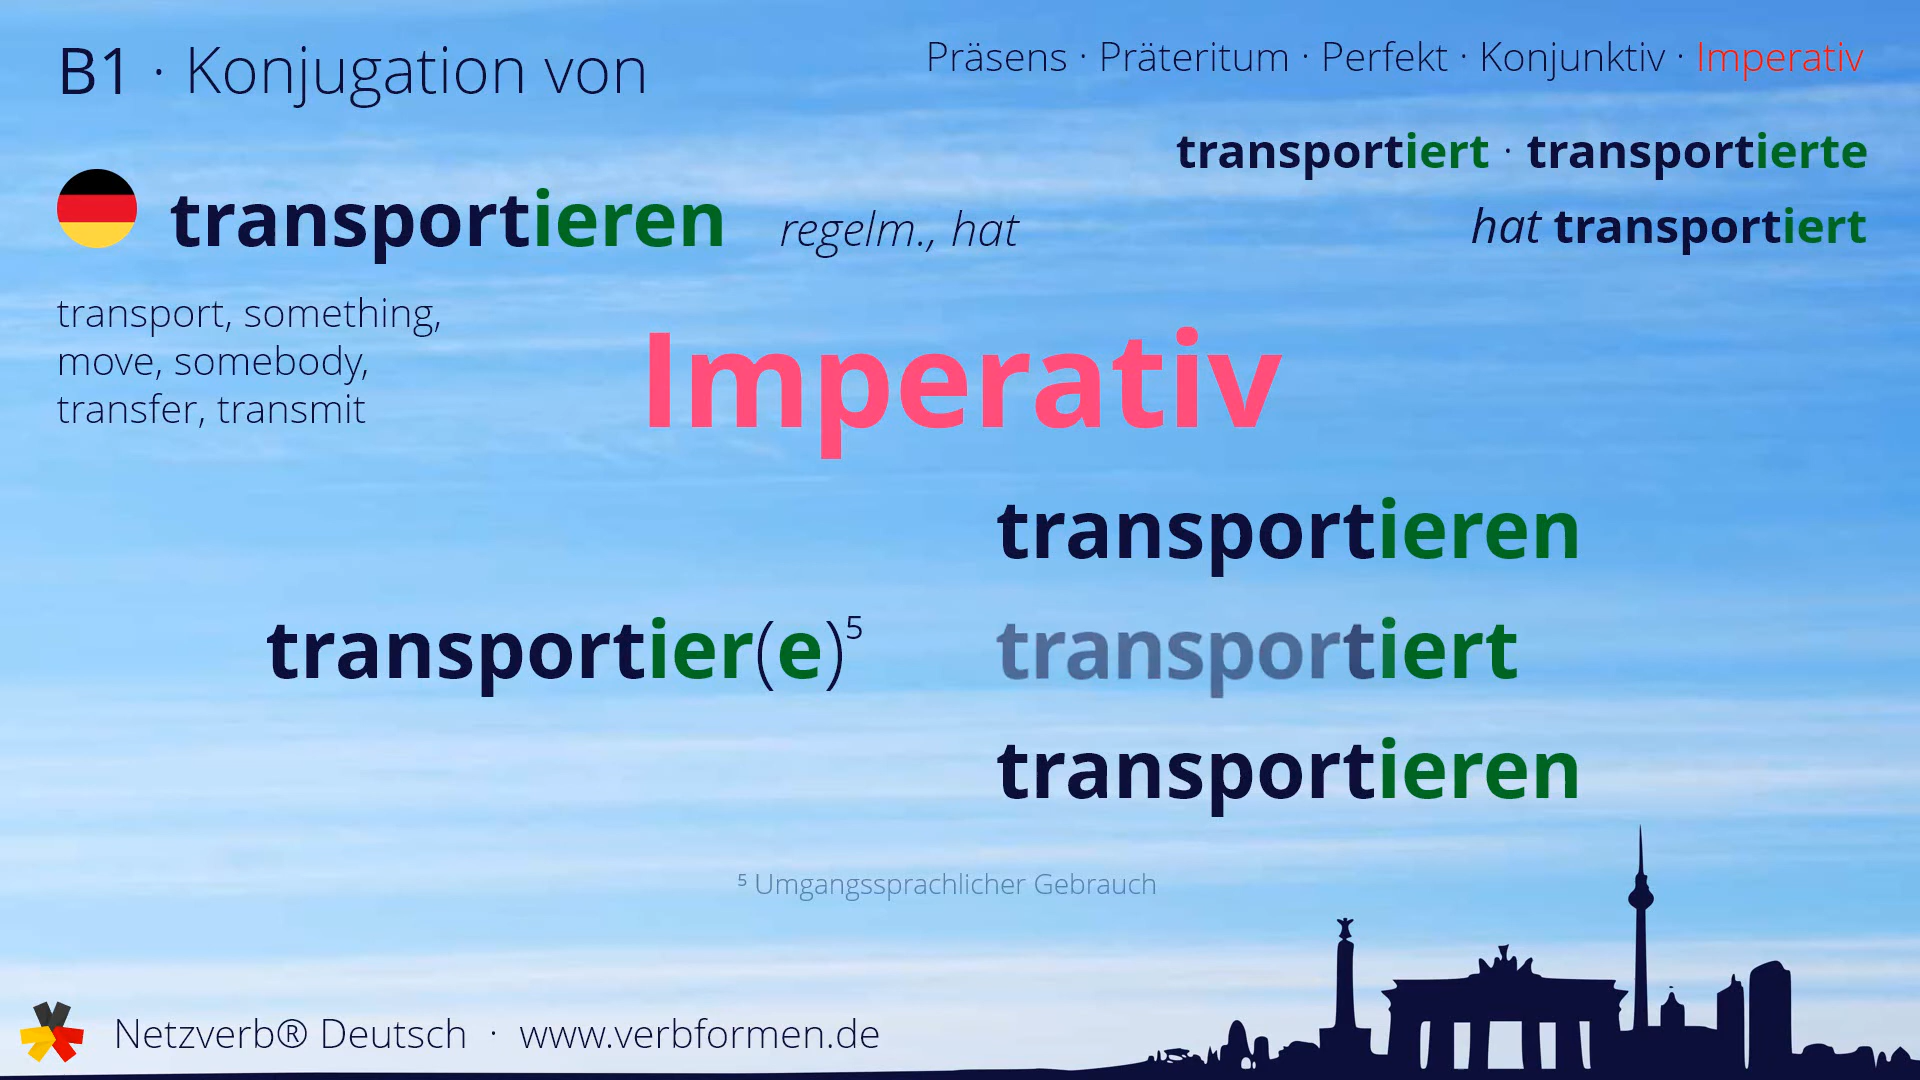 B1 · Konjugation von
Präsens · Präteritum · Perfekt · Konjunktiv · Imperativ
transportiert · transportierte
transportieren regelm., hat
hat transportiert
transport, something,
move, somebody,
transfer, transmit
Imperativ
transportieren
transportier(e)⁵ transportiert
transportieren
⁵ Umgangssprachlicher Gebrauch
Netzverb® Deutsch · www.verbformen.de